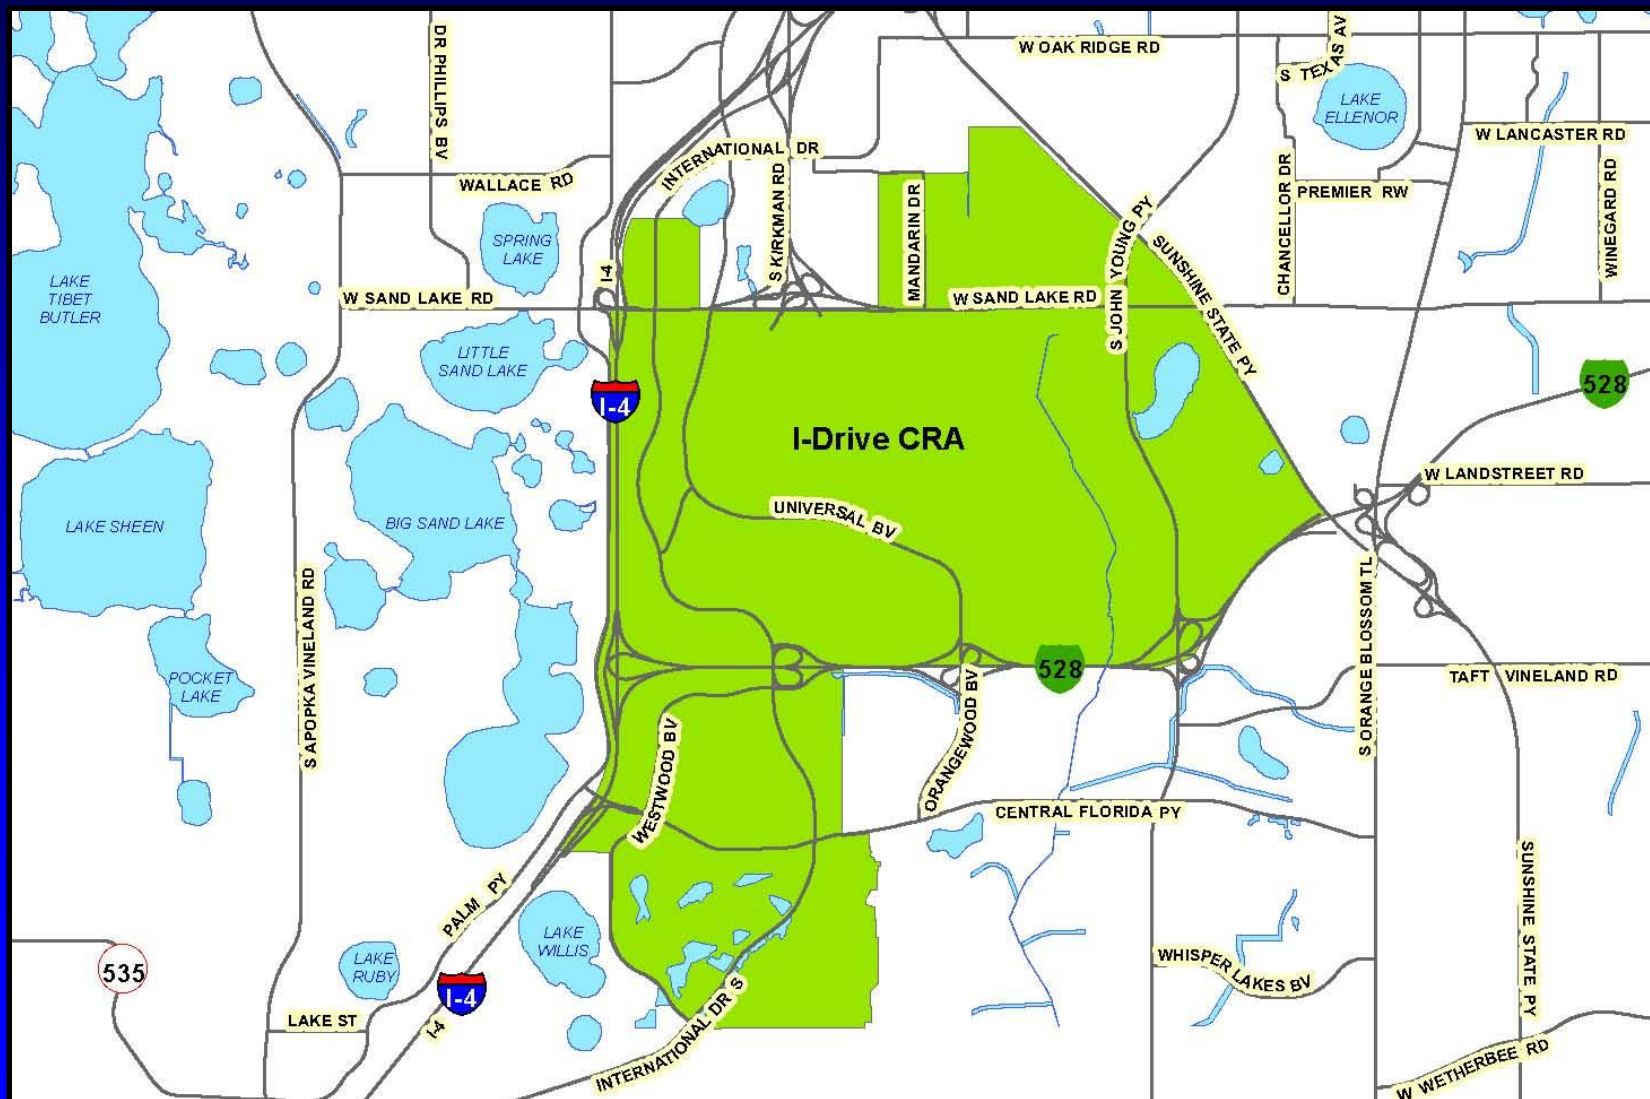 DR PHILLIPS BV
W OAK RIDGE RD
S TEXAS AV
LAKE
ELLENOR
W LANCASTER RD
INTERNATIONAL DR
WALLACE RD
S KIRKMAN RD
MANDARIN DR
CHANCELLOR DR
PREMIER RW
WINEGARD RD
SPRING
LAKE
S JOHN YOUNG PY
SUNSHINE STATE PY
I-4
LAKE
TIBET
BUTLER
W SAND LAKE RD
W SAND LAKE RD
LITTLE
SAND LAKE
I-4
528
I-Drive CRA
W LANDSTREET RD
LAKE SHEEN
BIG SAND LAKE
UNIVERSAL BV
S APOPKA VINELAND RD
S ORANGE BLOSSOM TL
528
POCKET
LAKE
TAFT VINELAND RD
WESTWOOD BV
ORANGEWOOD BV
CENTRAL FLORIDA PY
PALM PY
SUNSHINE STATE PY
LAKE
WILLIS
LAKE
RUBY
535
I-4
WHISPER LAKES BV
LAKE ST
I-4
INTERNATIONAL DR S
W WETHERBEE RD